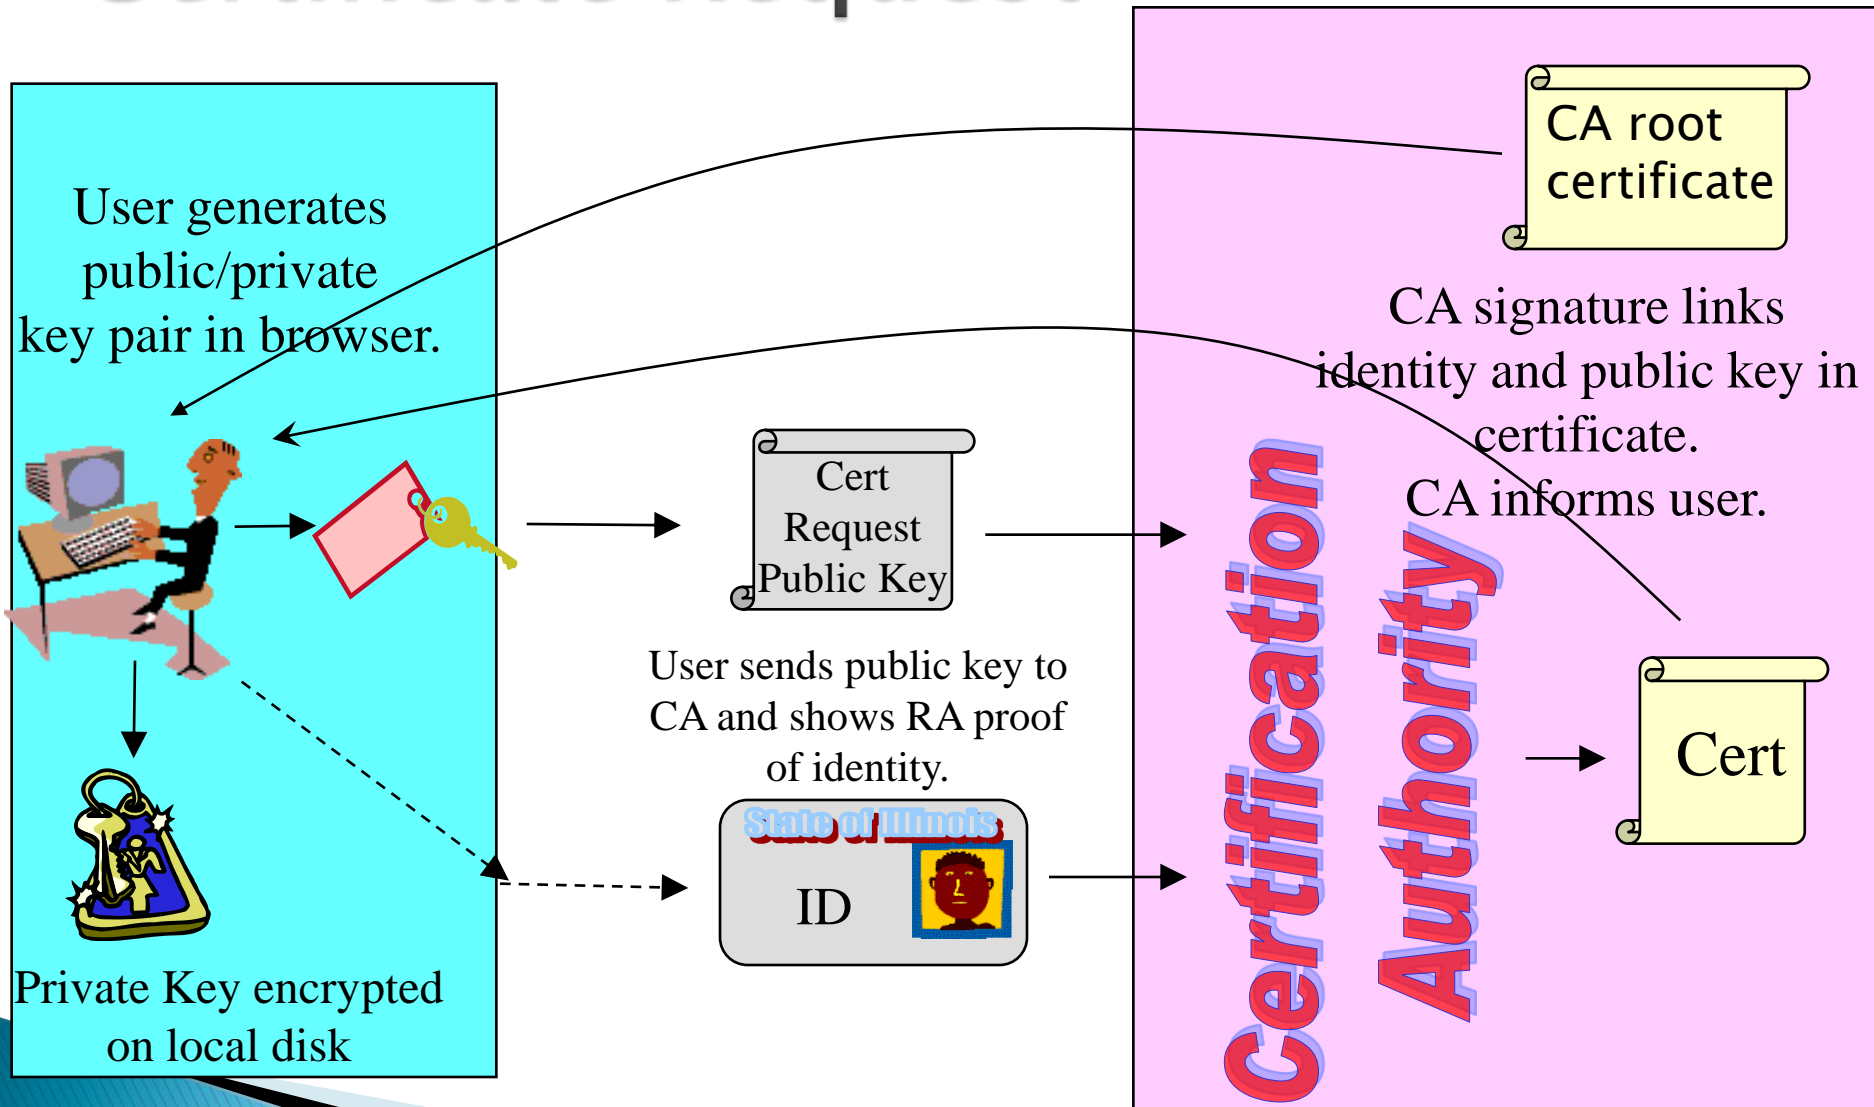 Certificate Request
User generates
public/private
key pair in browser.
Private Key encrypted
on local disk
Cert
Request
Public Key
User sends public key to
CA and shows RA proof
of identity.
State of Illinois
ID
Certification
Authority
CA root
certificate
CA signature links
identity and public key in
certificate.
CA informs user.
Cert